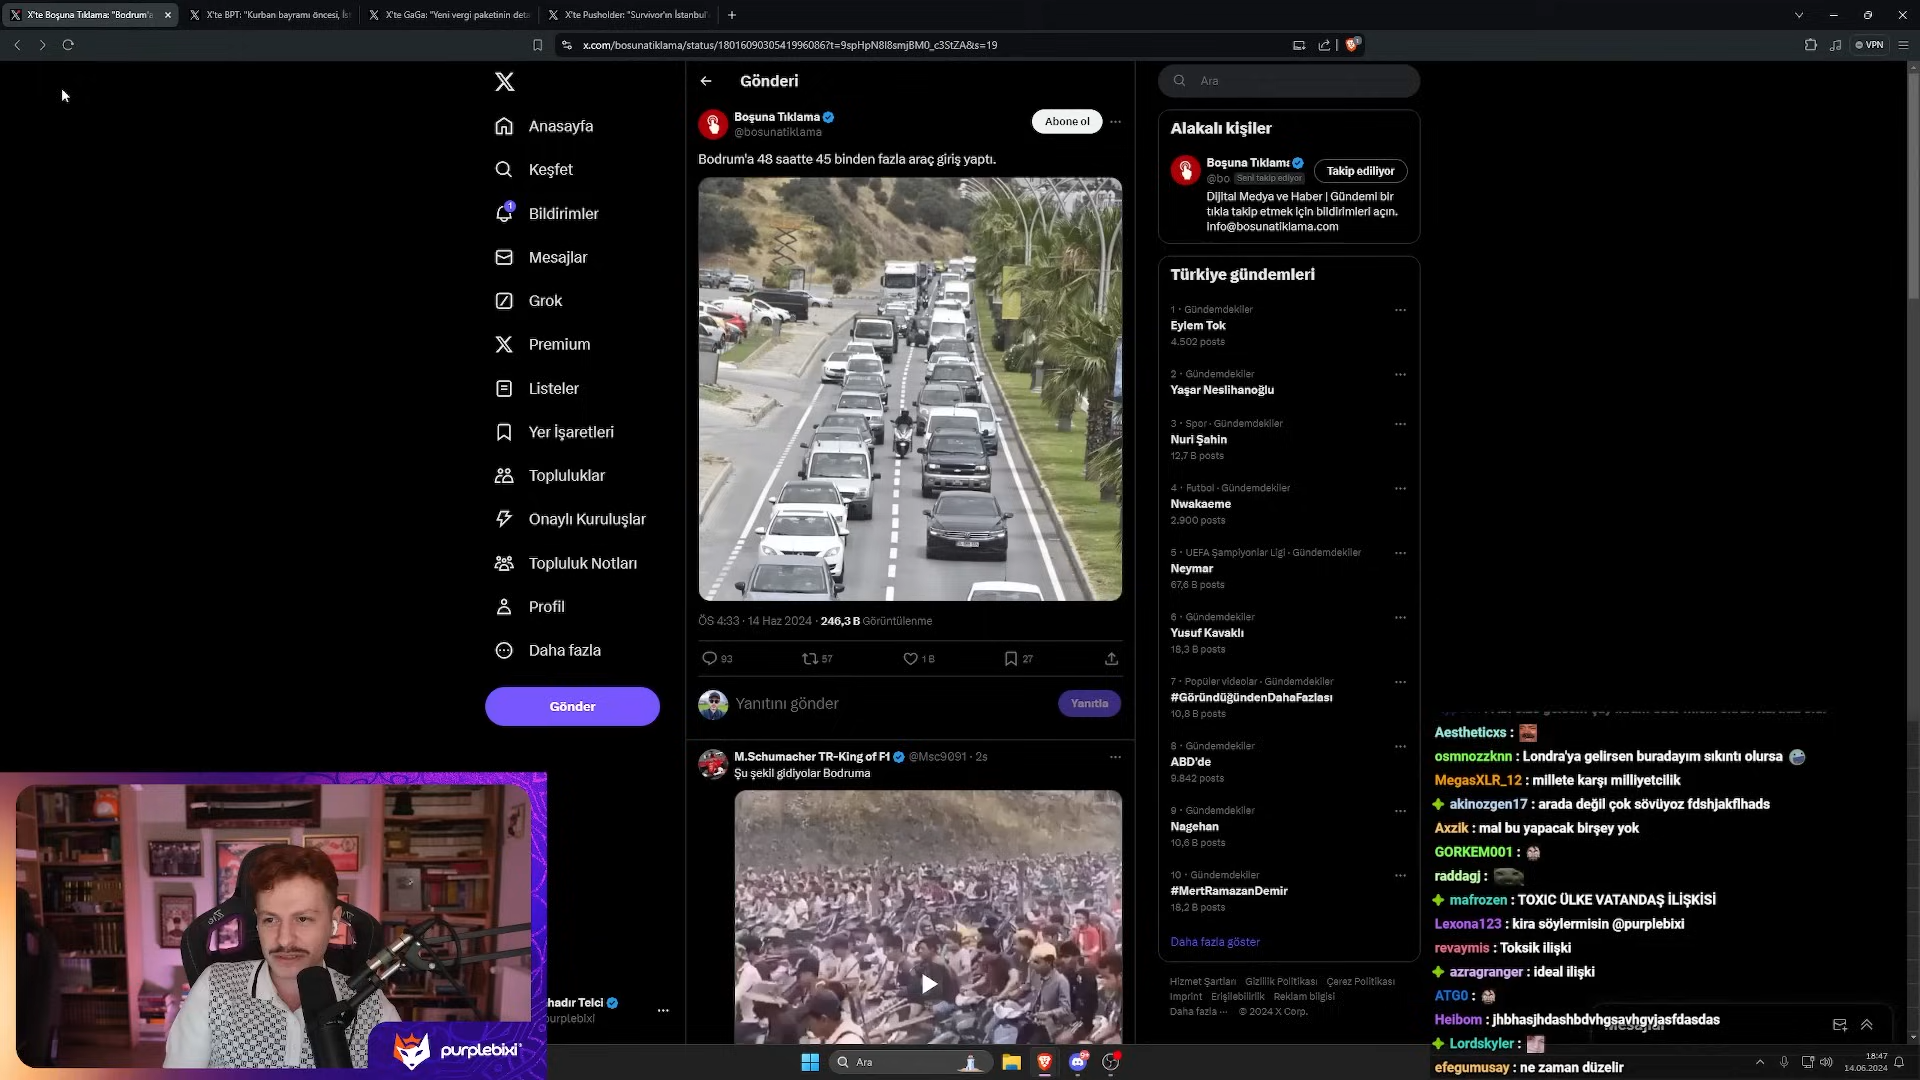 X'te Boşuna Tıklama: "Bodrum'a
X'te BPT: "Kurban bayramı öncesi, İst
X'te GaGa: "Yeni vergi paketinin deta
X'te Pusholder: "Survivor'ın İstanbul'
x.com/bosunatiklama/status/1801609030541996086?t=9spHpN8I8smjBM0_c3StZA&s=19
VPN
Anasayfa
Keşfet
1
Bildirimler
Mesajlar
Grok
Premium
Listeler
Yer İşaretleri
Topluluklar
Onaylı Kuruluşlar
Topluluk Notları
Profil
Daha fazla
Gönder
hadır Telci
purplebixi
Gönderi
Boşuna Tıklama
@bosunatiklama
Abone ol
Bodrum'a 48 saatte 45 binden fazla araç giriş yaptı.
ÖS 4:33 · 14 Haz 2024 · 246,3 B Görüntülenme
93 57 1 B 27
Yanıtını gönder
Yanıtla
M.Schumacher TR-King of F1 @Msc9091 · 2s
Şu şekil gidiyolar Bodruma
Ara
Alakalı kişiler
Boşuna Tıklama
@bo Seni takip ediyor
Takip ediliyor
Dijital Medya ve Haber | Gündemi bir
tıkla takip etmek için bildirimleri açın.
info@bosunatiklama.com
Türkiye gündemleri
1 · Gündemdekiler
Eylem Tok
4.502 posts
2 · Gündemdekiler
Yaşar Neslihanoğlu
3 · Spor · Gündemdekiler
Nuri Şahin
12,7 B posts
4 · Futbol · Gündemdekiler
Nwakaeme
2.900 posts
5 · UEFA Şampiyonlar Ligi · Gündemdekiler
Neymar
67,6 B posts
6 · Gündemdekiler
Yusuf Kavaklı
18,3 B posts
7 · Popüler videolar · Gündemdekiler
#GöründüğündenDahaFazlası
10,8 B posts
8 · Gündemdekiler
ABD'de
9.842 posts
9 · Gündemdekiler
Nagehan
10,6 B posts
10 · Gündemdekiler
#MertRamazanDemir
18,2 B posts
Daha fazla göster
Hizmet Şartları Gizlilik Politikası Çerez Politikası
Imprint Erişilebilirlik Reklam bilgisi
Daha fazla ··· © 2024 X Corp.
Aestheticxs :
osmnozzknn : Londra'ya gelirsen buradayım sıkıntı olursa
MegasXLR_12 : millete karşı milliyetcilik
akinozgen17 : arada değil çok sövüyoz fdshjakflhads
Axzik : mal bu yapacak birşey yok
GORKEM001 :
raddagj :
mafrozen : TOXIC ÜLKE VATANDAŞ İLİŞKİSİ
Lexona123 : kira söylermisin @purplebixi
revaymis : Toksik ilişki
azragranger : ideal ilişki
ATG0 :
Heibom : jhbhasjhdashbdvhgsavhgvjasfdasdas
Mesajlar
Lordskyler :
efegumusay : ne zaman düzelir
purplebixi
Ara
18:47
14.06.2024